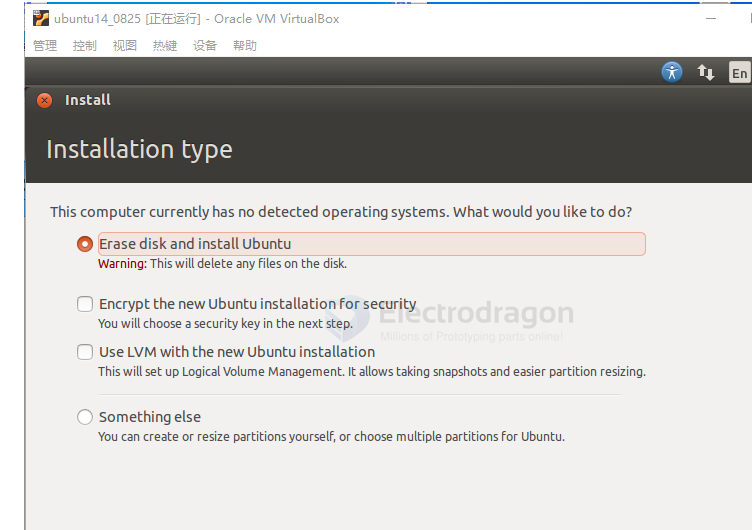 ubuntu14_0825 [正在运行] - Oracle VM VirtualBox
管理 控制 视图 热键 设备 帮助
En
Install
Installation type
This computer currently has no detected operating systems. What would you like to do?
Erase disk and install Ubuntu
Warning: This will delete any files on the disk.
Encrypt the new Ubuntu installation for security
Electrodragon
You will choose a security key in the next step.
Millions of Prototyping parts online!
Use LVM with the new Ubuntu installation
This will set up Logical Volume Management. It allows taking snapshots and easier partition resizing.
Something else
You can create or resize partitions yourself, or choose multiple partitions for Ubuntu.